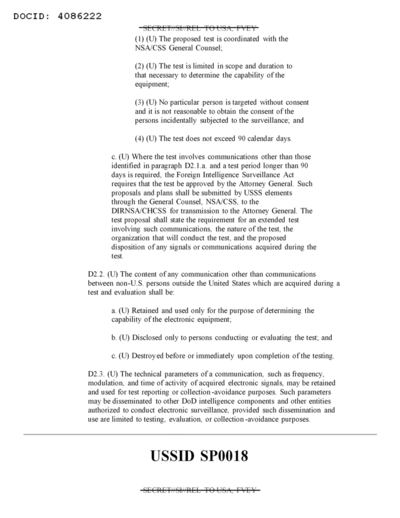 DOCID: 4086222
SECRET//SI//REL TO USA, FVEY
(1) (U) The proposed test is coordinated with the
NSA/CSS General Counsel;
(2) (U) The test is limited in scope and duration to
that necessary to determine the capability of the
equipment;
(3) (U) No particular person is targeted without consent
and it is not reasonable to obtain the consent of the
persons incidentally subjected to the surveillance; and
(4) (U) The test does not exceed 90 calendar days.
c. (U) Where the test involves communications other than those
identified in paragraph D2.1.a. and a test period longer than 90
days is required, the Foreign Intelligence Surveillance Act
requires that the test be approved by the Attorney General. Such
proposals and plans shall be submitted by USSS elements
through the General Counsel, NSA/CSS, to the
DIRNSA/CHCSS for transmission to the Attorney General. The
test proposal shall state the requirement for an extended test
involving such communications, the nature of the test, the
organization that will conduct the test, and the proposed
disposition of any signals or communications acquired during the
test.
D2.2. (U) The content of any communication other than communications
between non-U.S. persons outside the United States which are acquired during a
test and evaluation shall be:
a. (U) Retained and used only for the purpose of determining the
capability of the electronic equipment;
b. (U) Disclosed only to persons conducting or evaluating the test; and
c. (U) Destroyed before or immediately upon completion of the testing.
D2.3. (U) The technical parameters of a communication, such as frequency,
modulation, and time of activity of acquired electronic signals, may be retained
and used for test reporting or collection-avoidance purposes. Such parameters
may be disseminated to other DoD intelligence components and other entities
authorized to conduct electronic surveillance, provided such dissemination and
use are limited to testing, evaluation, or collection-avoidance purposes.
USSID SP0018
SECRET//SI//REL TO USA, FVEY